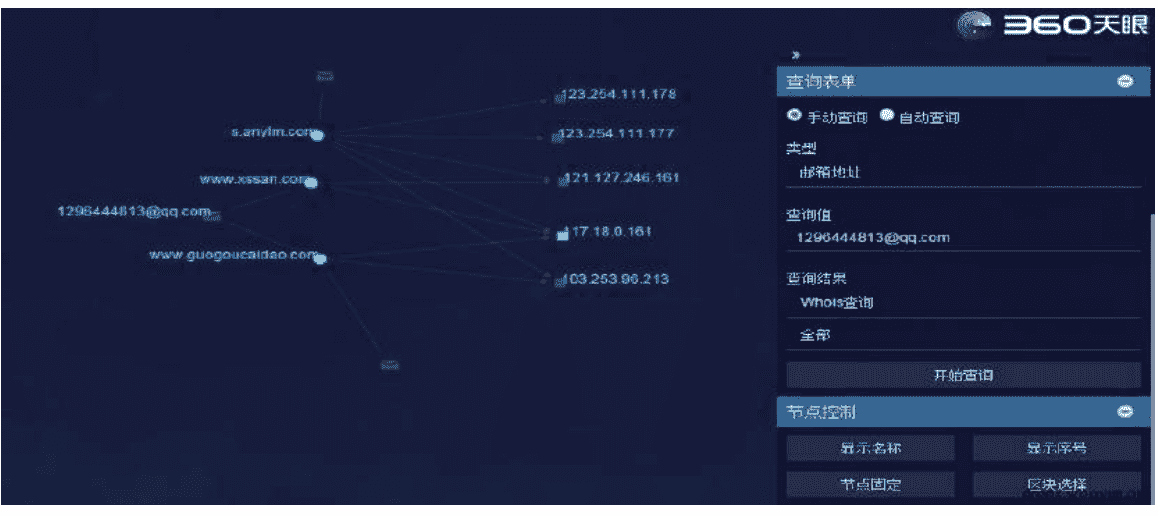 360天眼
»
s.anylm.com
www.xssan.com
1296444813@qq.com
www.guogoucaidao.com
123.254.111.178
123.254.111.177
121.127.246.161
117.18.0.161
103.253.96.213
查询表单
手动查询 自动查询
类型
邮箱地址
查询值
1296444813@qq.com
查询结果
Whois查询
全部
开始查询
节点控制
显示名称 显示序号
节点固定 区块选择